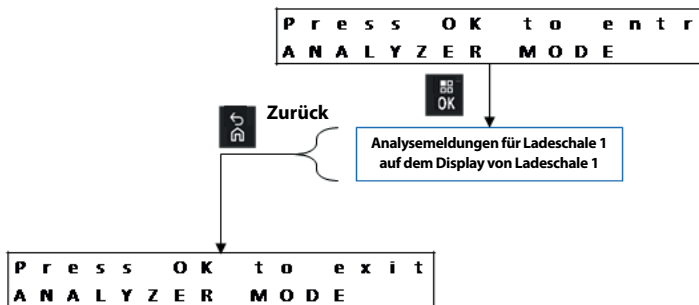 Press OK to entr
ANALYZER MODE
OK
Zurück
Analysemeldungen für Ladeschale 1
auf dem Display von Ladeschale 1
Press OK to exit
ANALYZER MODE